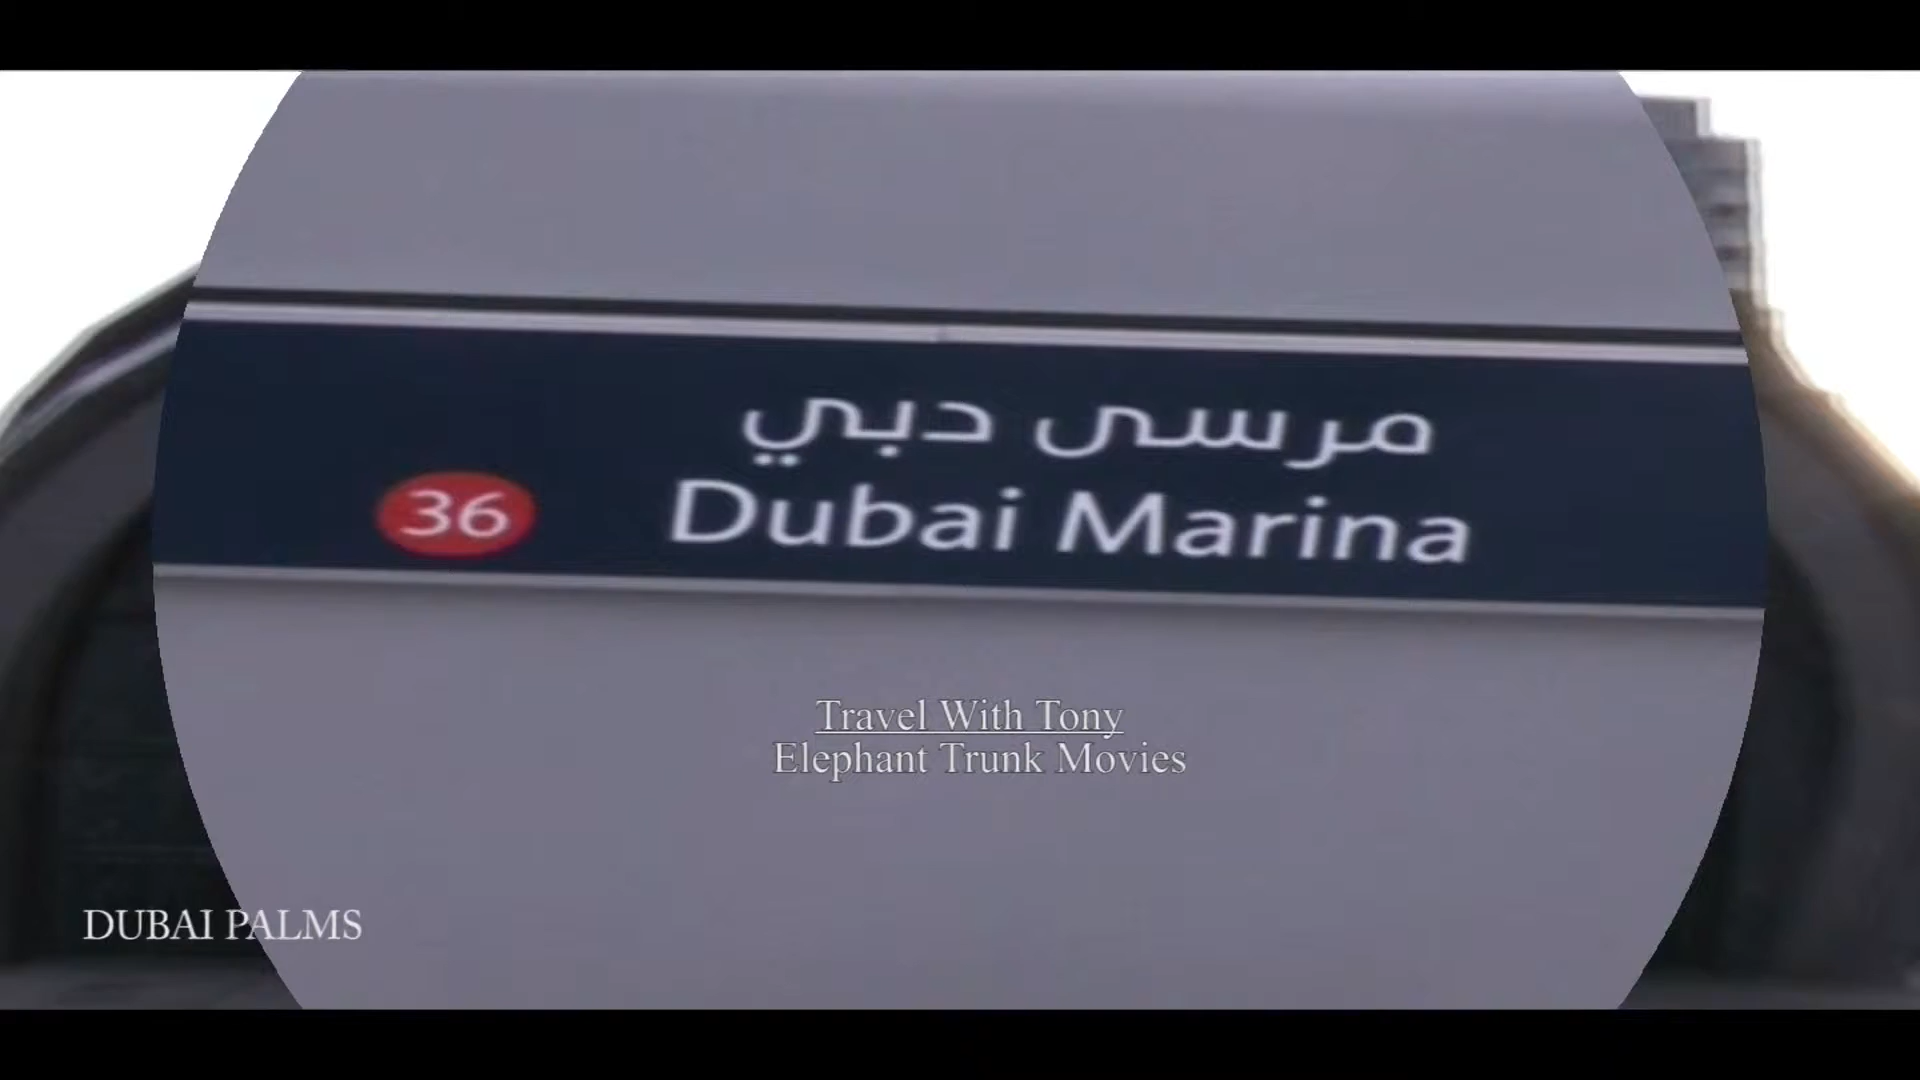 مرسى دبي
36 Dubai Marina
Travel With Tony
Elephant Trunk Movies
DUBAI PALMS